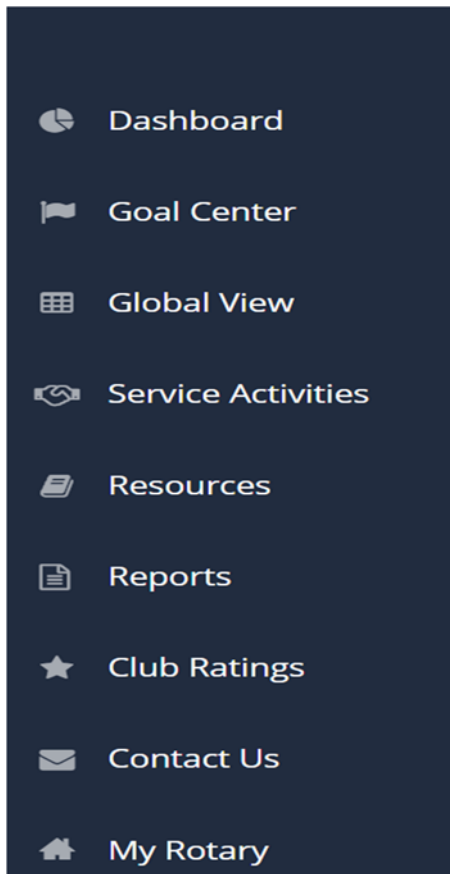 Dashboard
Goal Center
Global View
Service Activities
Resources
Reports
Club Ratings
Contact Us
My Rotary